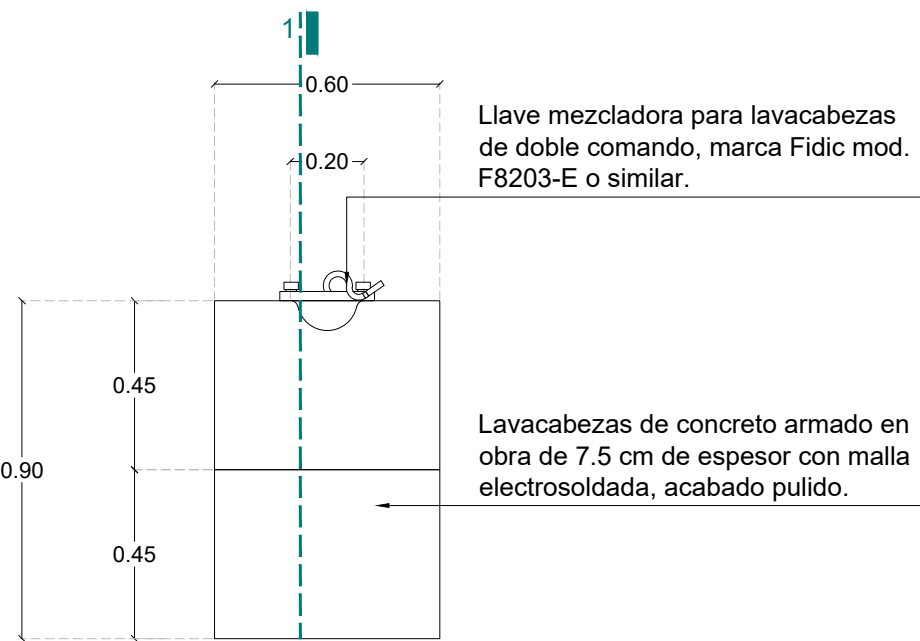 1
0.60
Llave mezcladora para lavacabezas
de doble comando, marca Fidic mod.
F8203-E o similar.
0.20
0.45
Lavacabezas de concreto armado en
obra de 7.5 cm de espesor con malla
electrosoldada, acabado pulido.
0.90
0.45